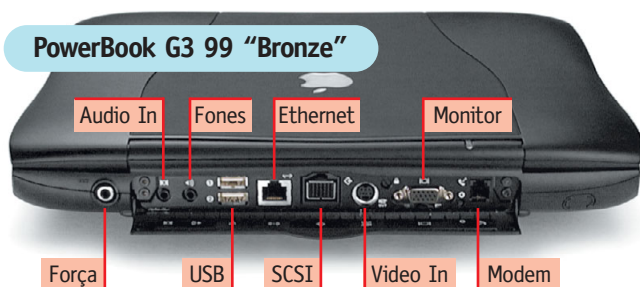 PowerBook G3 99 “Bronze”
Audio In
Fones
Ethernet
Monitor
Força
USB
SCSI
Video In
Modem